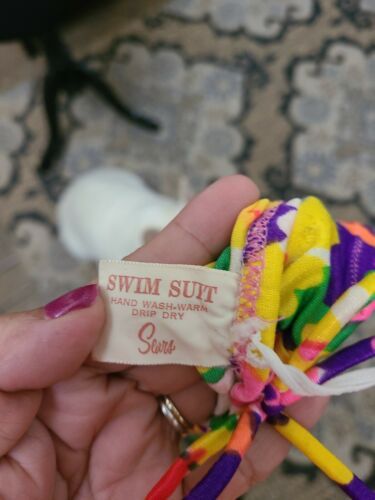 SWIM SUIT
HAND WASH-WARM
DRIP DRY
Sears